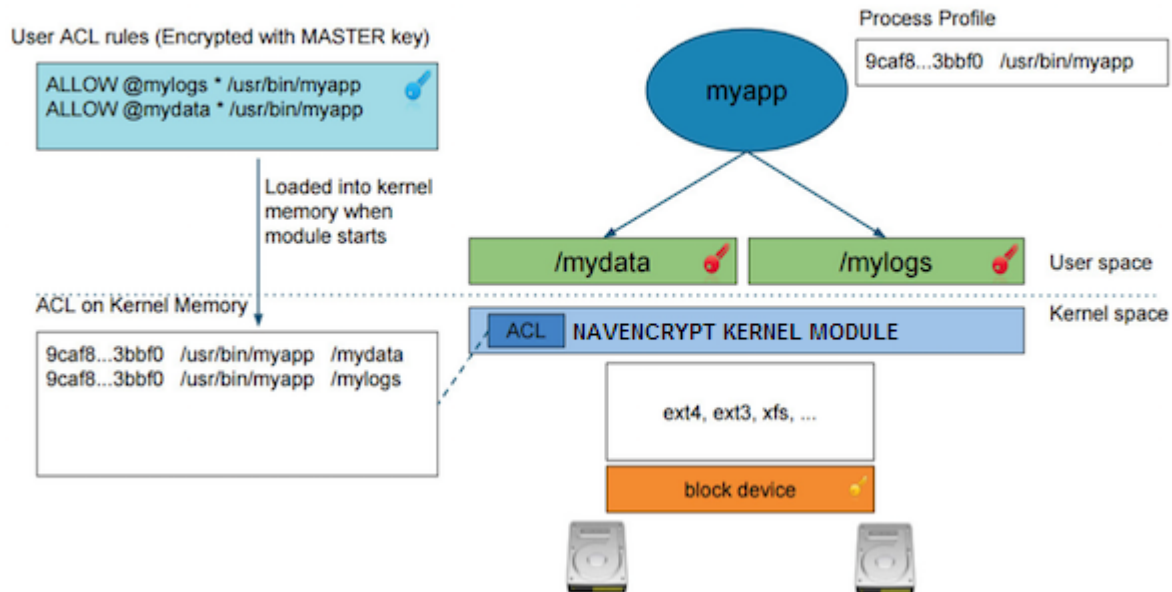 User ACL rules (Encrypted with MASTER key)
ALLOW @mylogs * /usr/bin/myapp
ALLOW @mydata * /usr/bin/myapp
Loaded into kernel
memory when
module starts
ACL on Kernel Memory
9caf8...3bbf0 /usr/bin/myapp /mydata
9caf8...3bbf0 /usr/bin/myapp /mylogs
Process Profile
9caf8...3bbf0 /usr/bin/myapp
myapp
/mydata
/mylogs
User space
Kernel space
ACL NAVENCRYPT KERNEL MODULE
ext4, ext3, xfs, ...
block device